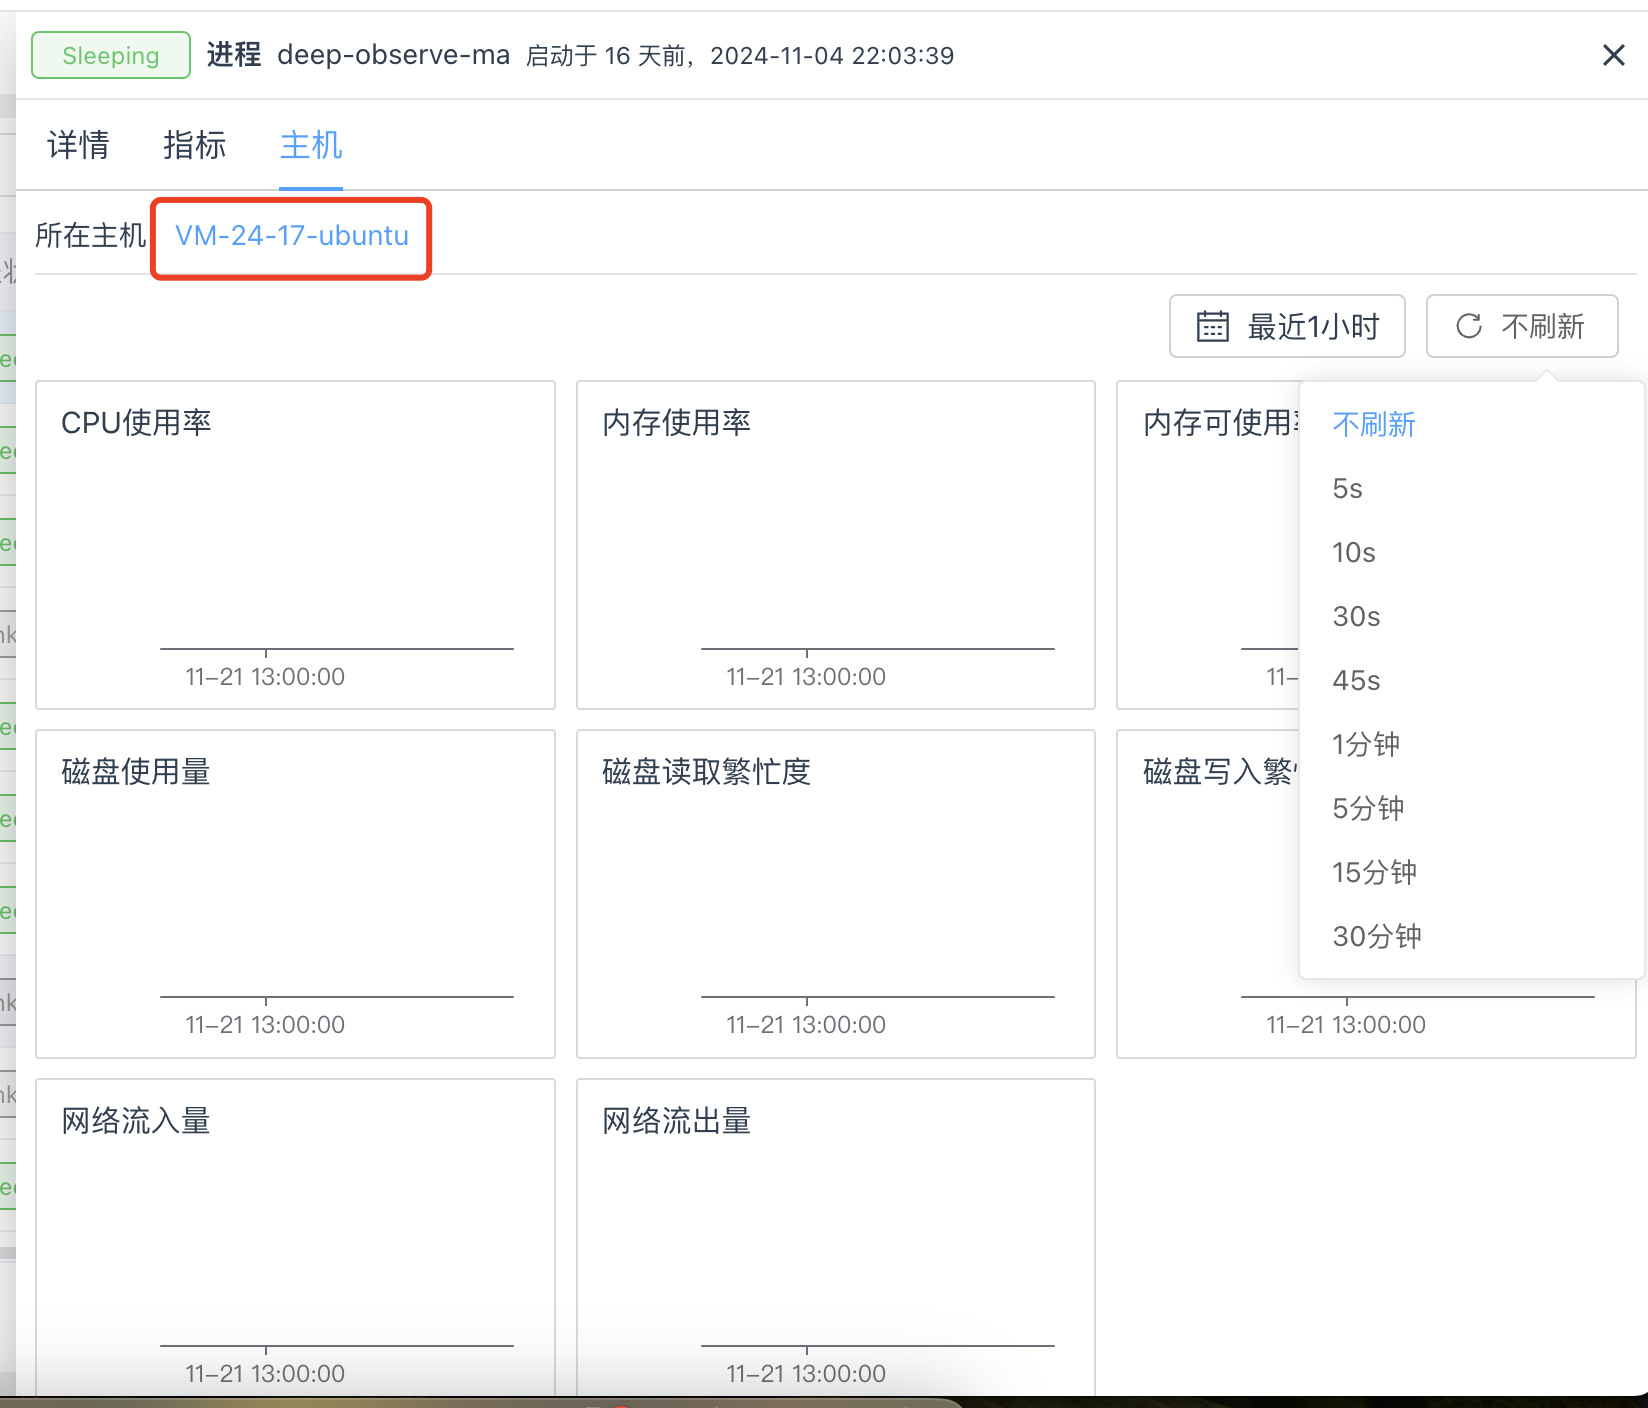 Sleeping 进程 deep-observe-ma 启动于 16 天前，2024-11-04 22:03:39
详情 指标 主机
所在主机 VM-24-17-ubuntu
最近1小时 不刷新
CPU使用率 内存使用率 内存可使用
不刷新
5s
10s
30s
45s
1分钟
5分钟
15分钟
30分钟
11-21 13:00:00 11-21 13:00:00 11-
磁盘使用量 磁盘读取繁忙度 磁盘写入繁
11-21 13:00:00 11-21 13:00:00 11-21 13:00:00
网络流入量 网络流出量
11-21 13:00:00 11-21 13:00:00